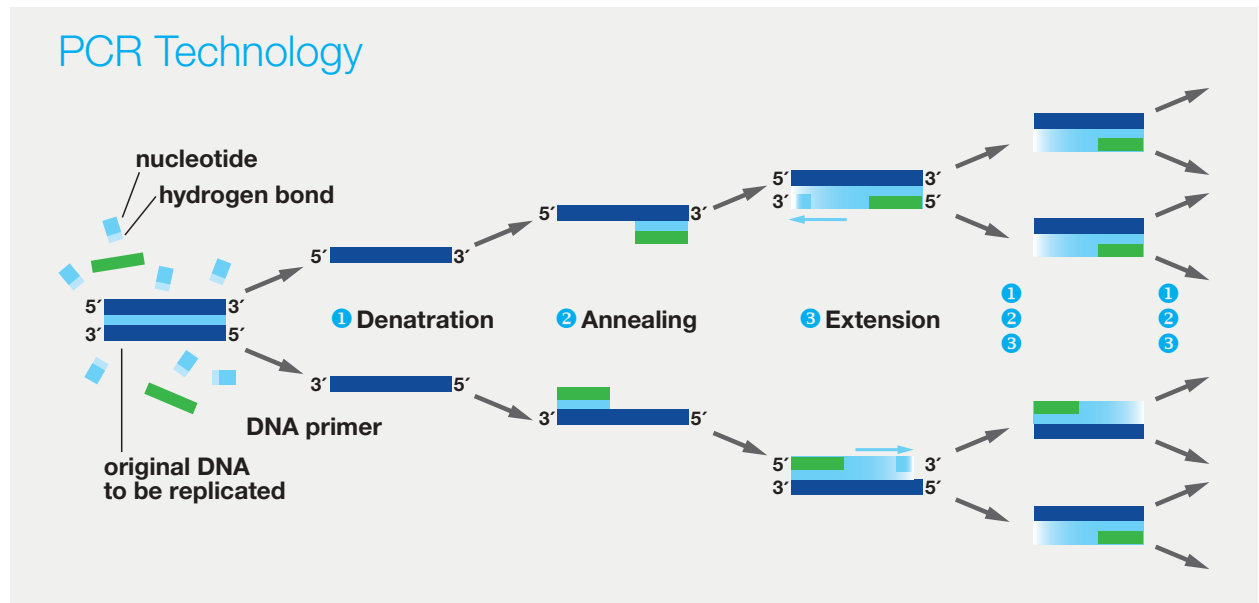 PCR Technology
nucleotide
hydrogen bond
5´ 3´
3´ 5´
original DNA
to be replicated
5´ 3´
❶ Denatration
3´ 5´
DNA primer
5´ 3´
❷ Annealing
3´ 5´
5´ 3´
3´ 5´
❸ Extension
5´ 3´
3´ 5´
❶
❷
❸
❶
❷
❸